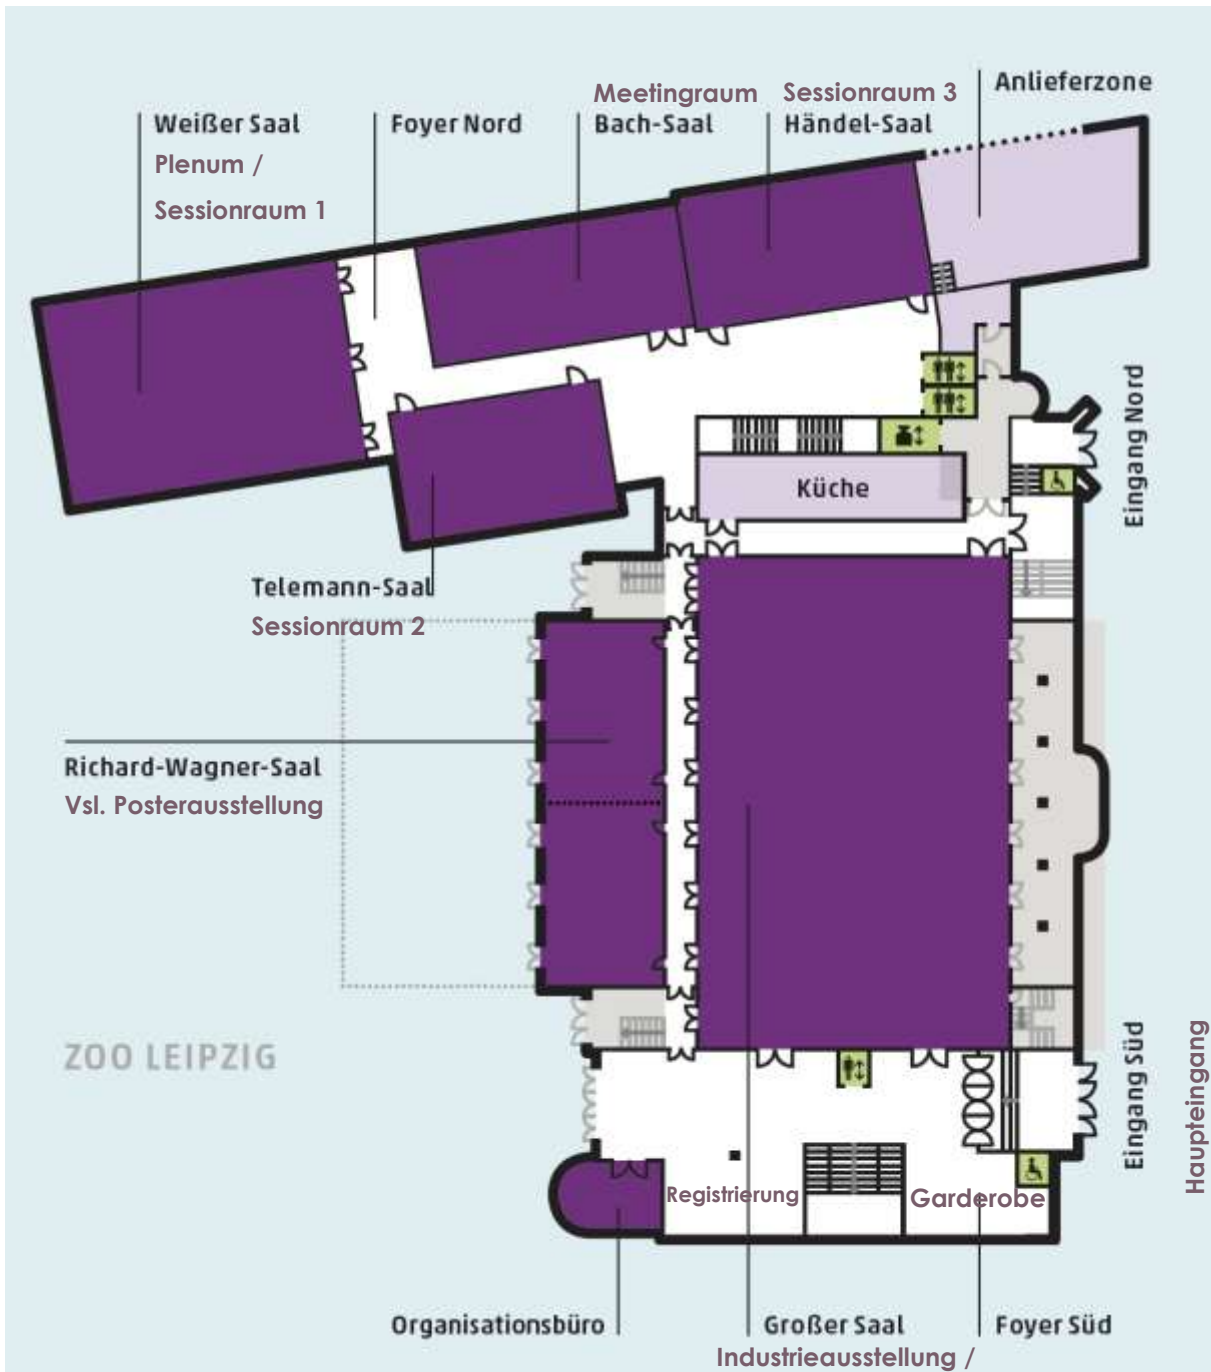 Anlieferzone
Meetingraum
Sessionraum 3
Weißer Saal
Foyer Nord
Bach-Saal
Händel-Saal
Plenum /
Sessionraum 1
Eingang Nord
Küche
Telemann-Saal
Sessionraum 2
Richard-Wagner-Saal
Vsl. Posterausstellung
ZOO LEIPZIG
Eingang Süd
Haupteingang
Registrierung
Garderobe
Organisationsbüro
Großer Saal
Foyer Süd
Industrieausstellung /